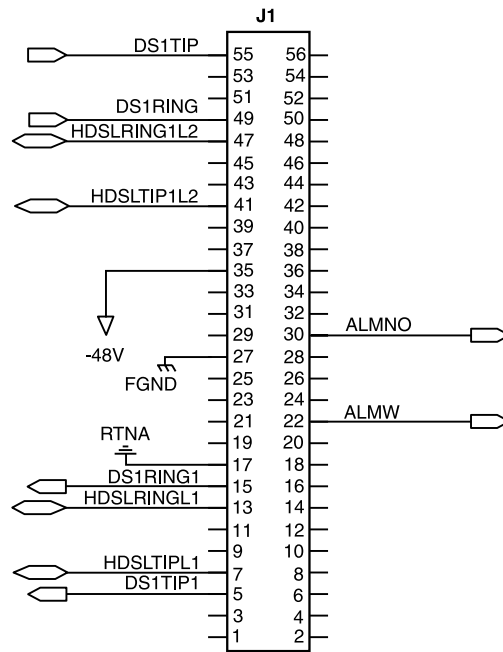 J1
DS1TIP 55 56
53 54
51 52
DS1RING 49 50
HDSLRING1L2 47 48
45 46
43 44
HDSLTIP1L2 41 42
39 40
37 38
35 36
33 34
31 32
29 30 ALMNO
-48V
27 28
FGND
25 26
23 24
21 22 ALMW
RTNA
19 20
17 18
DS1RING1 15 16
HDSLRINGL1 13 14
11 12
9 10
HDSLTIPL1 7 8
DS1TIP1 5 6
3 4
1 2